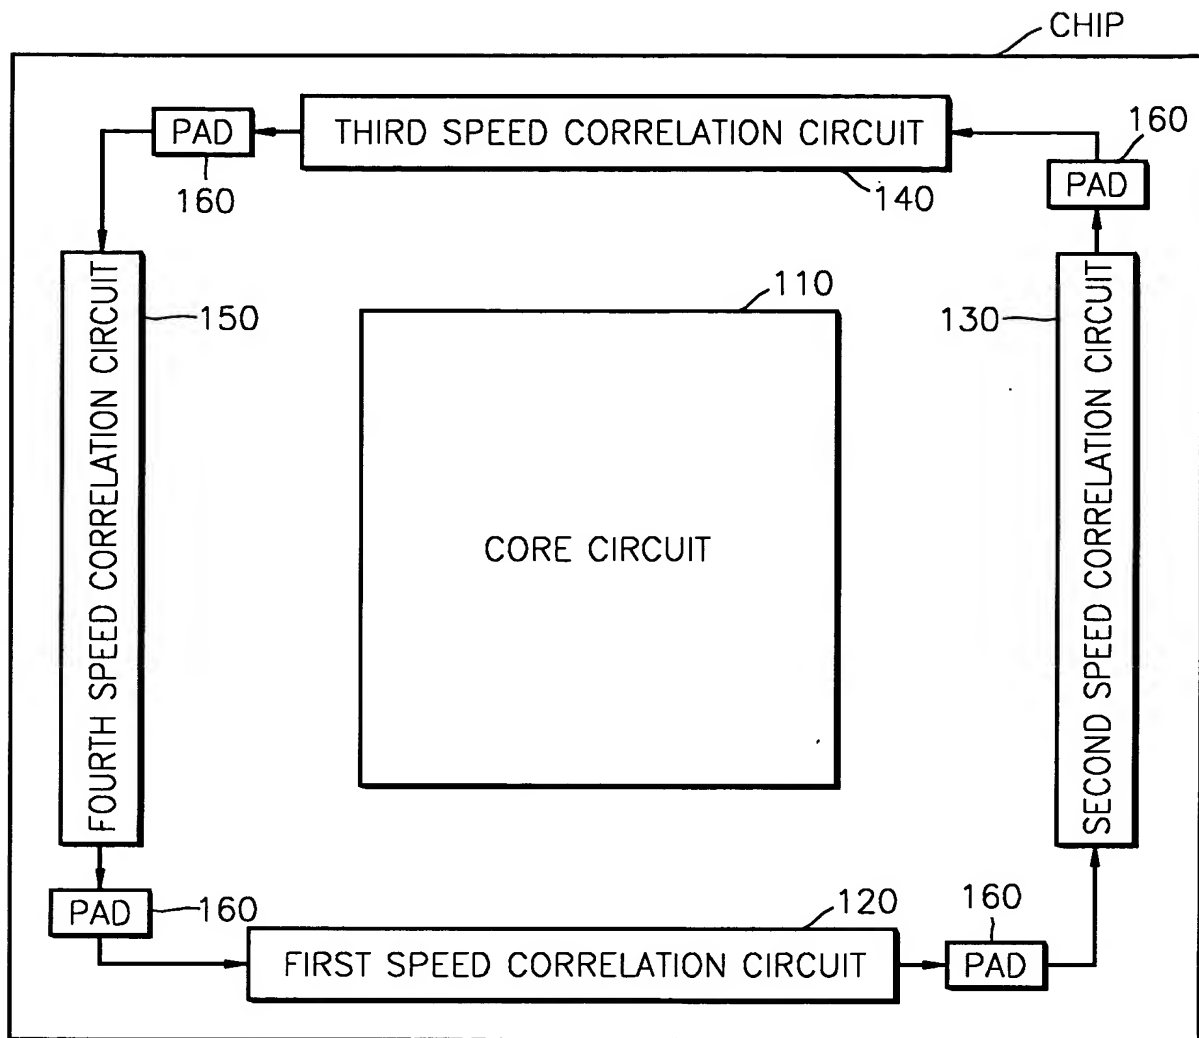 CHIP
PAD
160
THIRD SPEED CORRELATION CIRCUIT
140
160
PAD
FOURTH SPEED CORRELATION CIRCUIT
150
110
CORE CIRCUIT
130
SECOND SPEED CORRELATION CIRCUIT
PAD
160
FIRST SPEED CORRELATION CIRCUIT
120
160
PAD